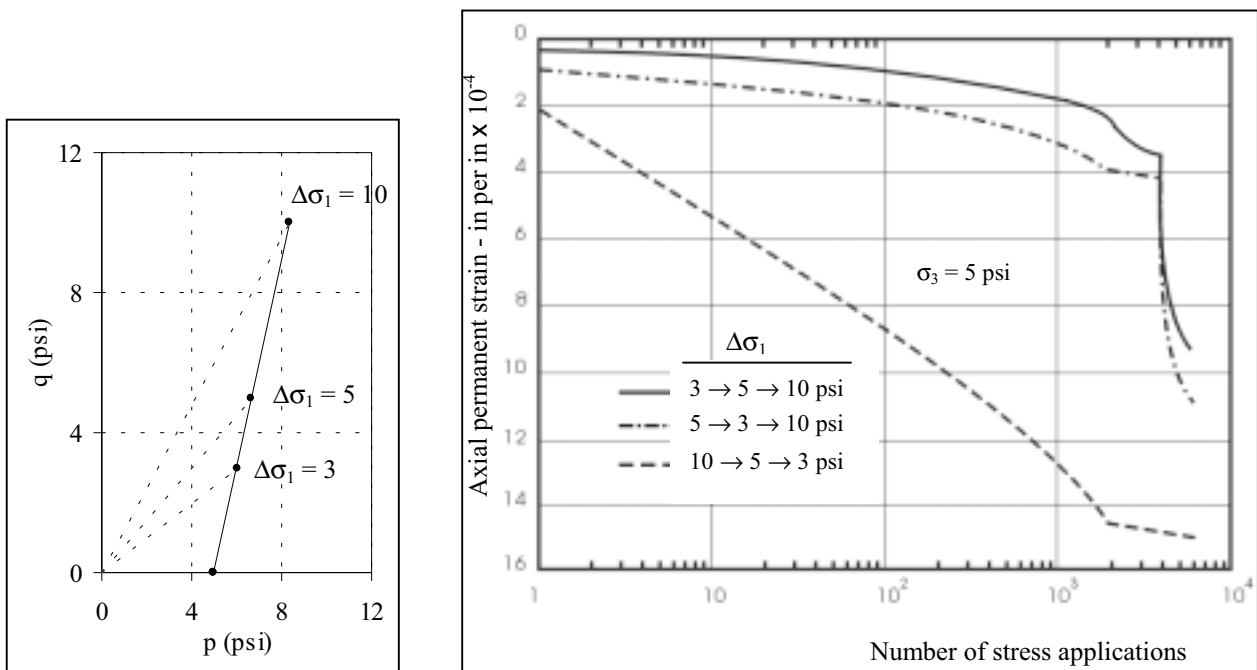 12
8
4
0
q (psi)
Δσ₁ = 10
Δσ₁ = 5
Δσ₁ = 3
0 4 8 12
p (psi)
Axial permanent strain - in per in x 10⁻⁴
0
2
4
6
8
10
12
14
16
σ₃ = 5 psi
Δσ₁
3 → 5 → 10 psi
5 → 3 → 10 psi
10 → 5 → 3 psi
1 10 10² 10³ 10⁴
Number of stress applications